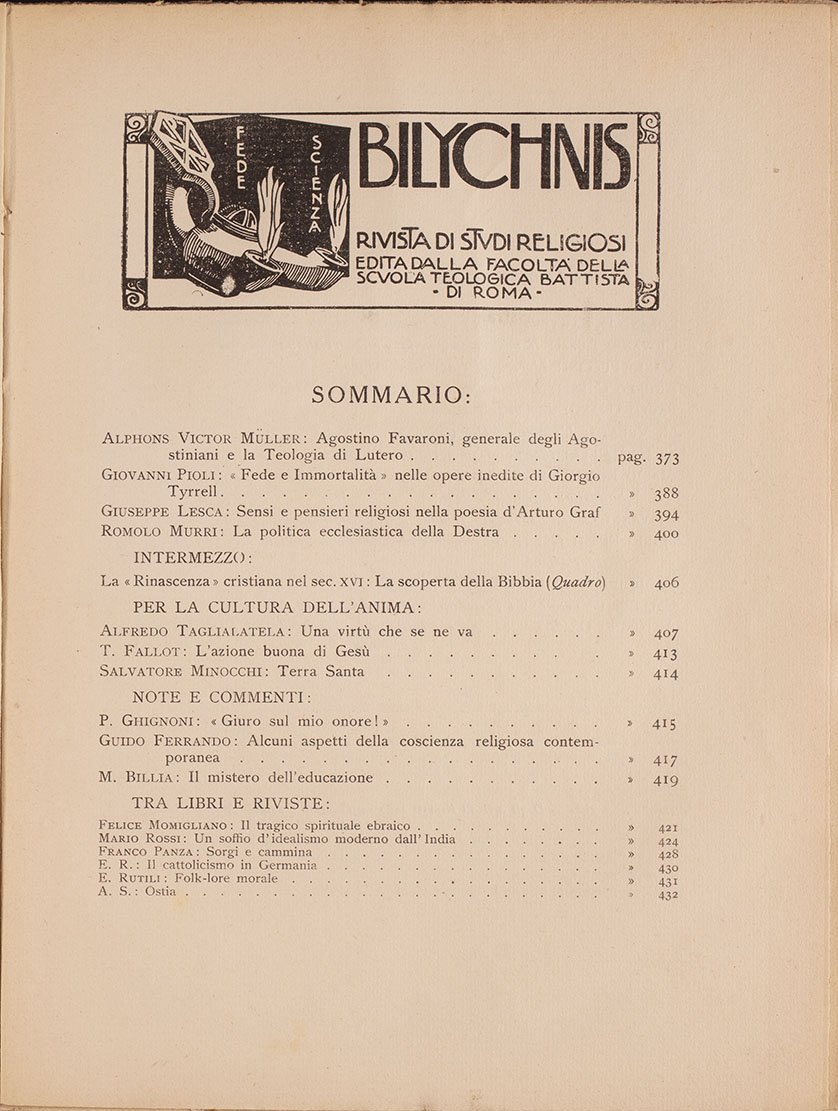 FEDE
SCIENZA
BILYCHNIS
RIVISTA DI STVDI RELIGIOSI
EDITA DALLA FACOLTA' DELLA
SCVOLA TEOLOGICA BATTISTA
- DI ROMA -
SOMMARIO:
ALPHONS VICTOR MÜLLER: Agostino Favaroni, generale degli Ago-
stiniani e la Teologia di Lutero . . . . . . . . . . pag. 373
GIOVANNI PIOLI: « Fede e Immortalità » nelle opere inedite di Giorgio
Tyrrell. . . . . . . . . . . . . . . . . . . . » 388
GIUSEPPE LESCA: Sensi e pensieri religiosi nella poesia d'Arturo Graf » 394
ROMOLO MURRI: La politica ecclesiastica della Destra . . . . . » 400
INTERMEZZO:
La « Rinascenza » cristiana nel sec. XVI: La scoperta della Bibbia (Quadro) » 406
PER LA CULTURA DELL'ANIMA:
ALFREDO TAGLIALATELA: Una virtù che se ne va . . . . . . » 407
T. FALLOT: L'azione buona di Gesù . . . . . . . . . . » 413
SALVATORE MINOCCHI: Terra Santa . . . . . . . . . . » 414
NOTE E COMMENTI:
P. GHIGNONI: « Giuro sul mio onore! » . . . . . . . . . . » 415
GUIDO FERRANDO: Alcuni aspetti della coscienza religiosa contem-
poranea . . . . . . . . . . . . . . . . . . . » 417
M. BILLIA: Il mistero dell'educazione . . . . . . . . . . . » 419
TRA LIBRI E RIVISTE:
FELICE MOMIGLIANO: Il tragico spirituale ebraico . . . . . . . . . . » 421
MARIO ROSSI: Un soffio d'idealismo moderno dall'India . . . . . . . » 424
FRANCO PANZA: Sorgi e cammina . . . . . . . . . . . . . . » 428
E. R.: Il cattolicismo in Germania . . . . . . . . . . . . . . » 430
E. RUTILI: Folk-lore morale . . . . . . . . . . . . . . . . » 431
A. S.: Ostia . . . . . . . . . . . . . . . . . . . . » 432